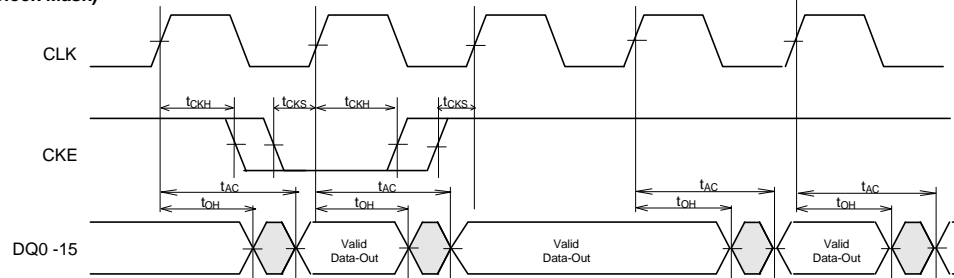 CLK
tCKH tCKS tCKH tCKS
CKE
tAC tAC tAC tAC
tOH tOH tOH tOH
DQ0 -15
Valid Data-Out
Valid Data-Out
Valid Data-Out